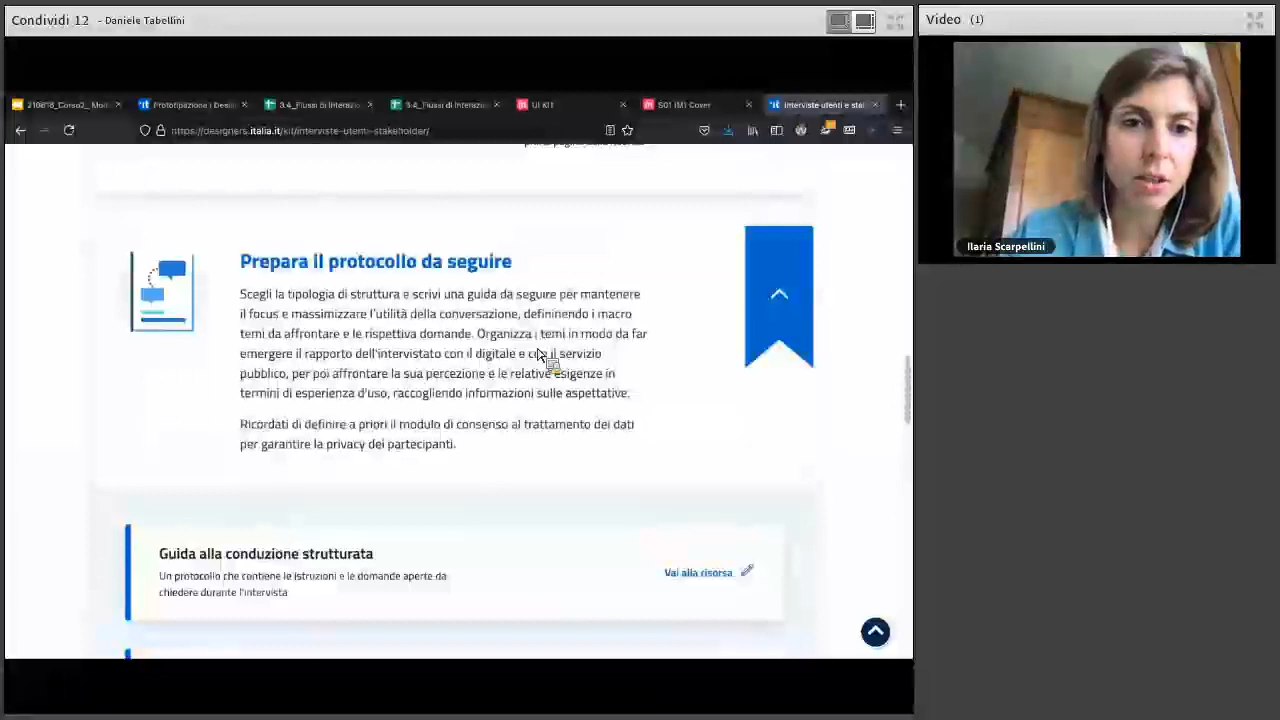 Condividi 12 - Daniele Tabellini
Video (1)
210618_Corso2_ Mod
Prototipazione | Desig
3.4_Flussi di Interazio
3.4_Flussi di Interazio
UI KIT
S01 (M) Cover
Interviste utenti e sta
https://designers.italia.it/kit/interviste-utenti-stakeholder/
Ilaria Scarpellini
Prepara il protocollo da seguire
Scegli la tipologia di struttura e scrivi una guida da seguire per mantenere
il focus e massimizzare l'utilità della conversazione, defininendo i macro
temi da affrontare e le rispettiva domande. Organizza i temi in modo da far
emergere il rapporto dell'intervistato con il digitale e con il servizio
pubblico, per poi affrontare la sua percezione e le relative esigenze in
termini di esperienza d'uso, raccogliendo informazioni sulle aspettative.
Ricordati di definire a priori il modulo di consenso al trattamento dei dati
per garantire la privacy dei partecipanti.
Guida alla conduzione strutturata
Un protocollo che contiene le istruzioni e le domande aperte da
chiedere durante l'intervista
Vai alla risorsa